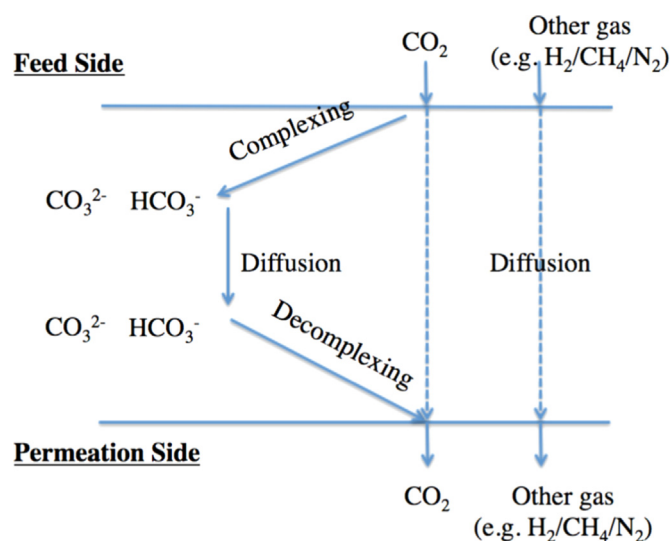 CO₂ Other gas
Feed Side (e.g. H₂/CH₄/N₂)
Complexing
CO₃²⁻ HCO₃⁻
Diffusion Diffusion
CO₃²⁻ HCO₃⁻
Decomplexing
Permeation Side
CO₂ Other gas
(e.g. H₂/CH₄/N₂)